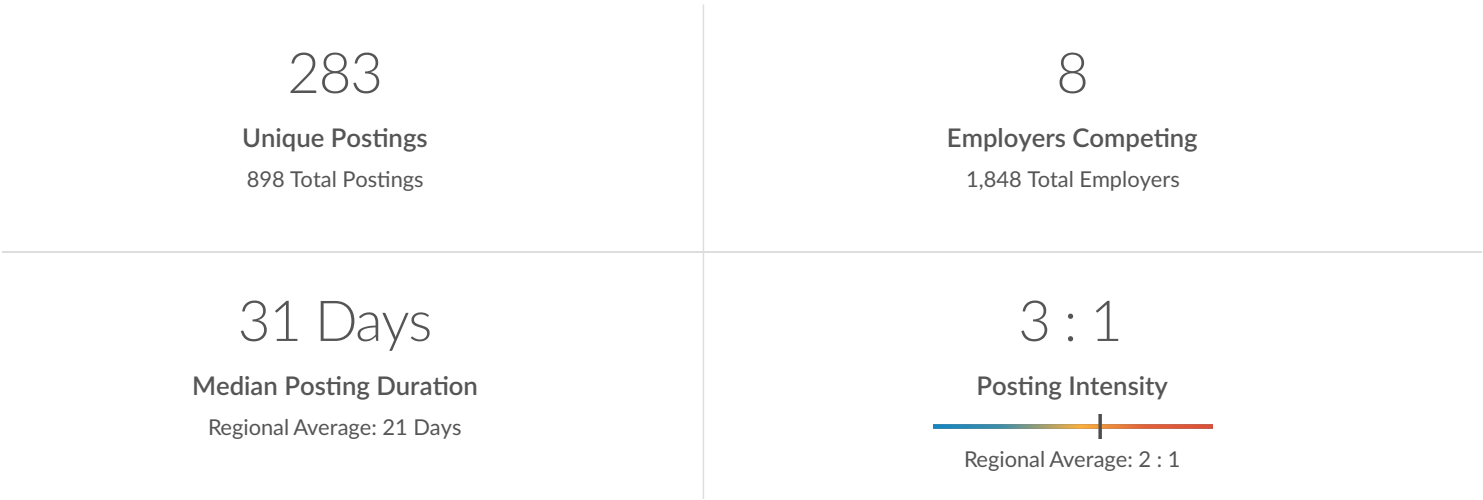 283
Unique Postings
898 Total Postings
8
Employers Competing
1,848 Total Employers
31 Days
Median Posting Duration
Regional Average: 21 Days
3 : 1
Posting Intensity
Regional Average: 2 : 1